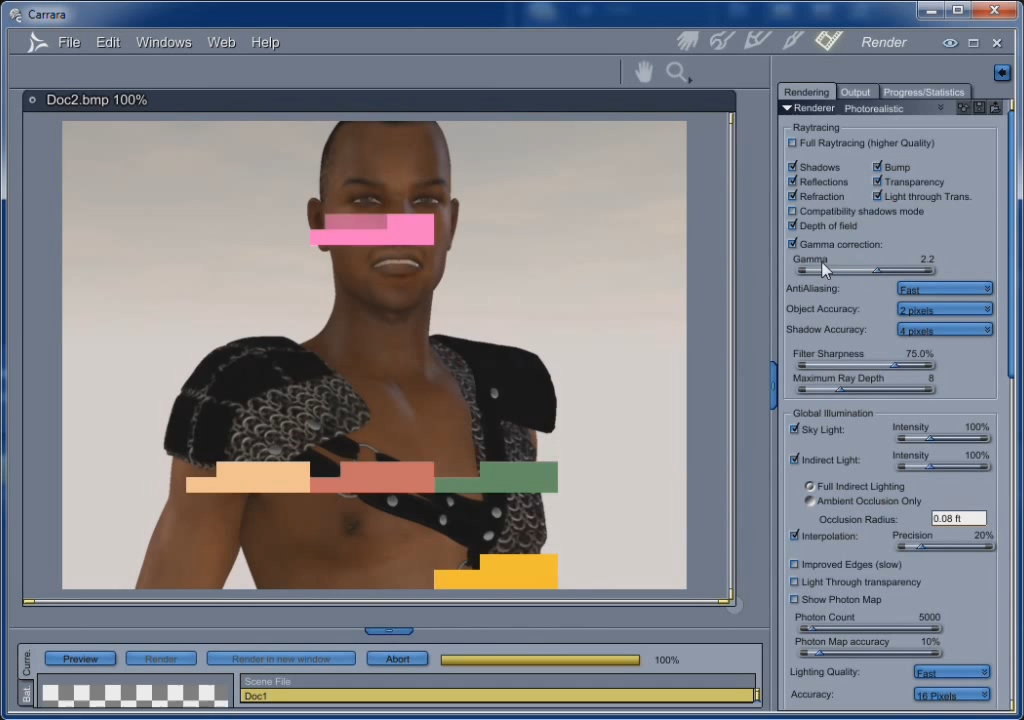 Carrara
File Edit Windows Web Help
Render
Doc2.bmp 100%
Rendering Output Progress/Statistics
Renderer Photorealistic
Raytracing
Full Raytracing (higher Quality)
Shadows Bump
Reflections Transparency
Refraction Light through Trans.
Compatibility shadows mode
Depth of field
Gamma correction:
Gamma 2.2
AntiAliasing: Fast
Object Accuracy: 2 pixels
Shadow Accuracy: 4 pixels
Filter Sharpness 75.0%
Maximum Ray Depth 8
Global Illumination
Sky Light: Intensity 100%
Indirect Light: Intensity 100%
Full Indirect Lighting
Ambient Occlusion Only
Occlusion Radius: 0.08 ft
Interpolation: Precision 20%
Improved Edges (slow)
Light Through transparency
Show Photon Map
Photon Count 5000
Photon Map accuracy 10%
Lighting Quality: Fast
Accuracy: 16 Pixels
Curre.
Bat.
Preview Render Render in new window Abort 100%
Scene File
Doc1